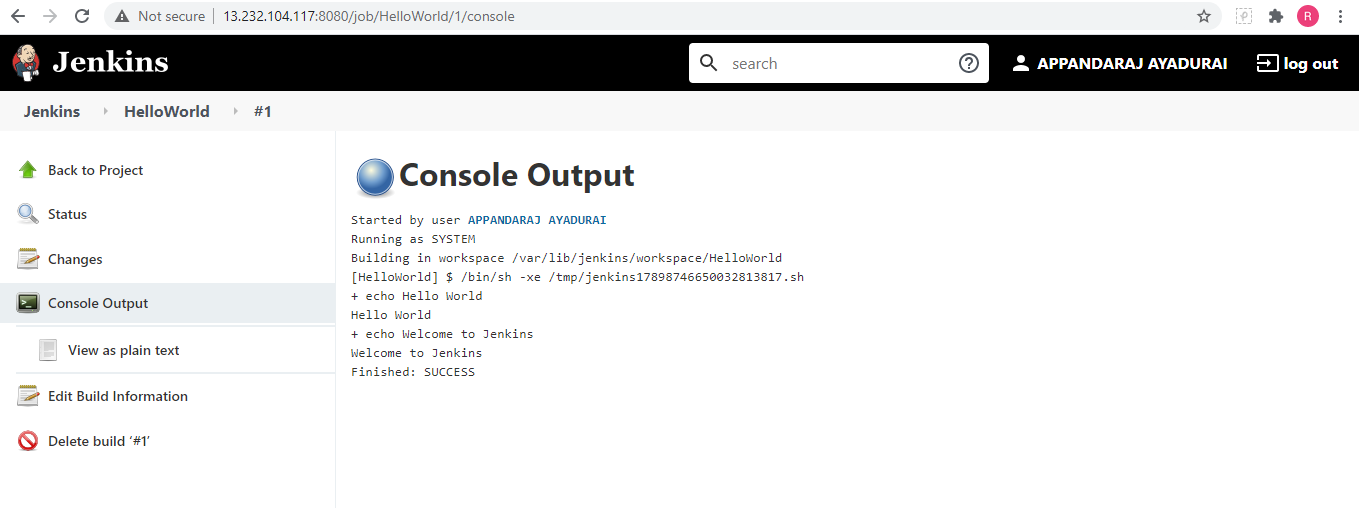 Not secure | 13.232.104.117:8080/job/HelloWorld/1/console
R
Jenkins
search
APPANDARAJ AYADURAI
log out
Jenkins
HelloWorld
#1
Back to Project
Status
Changes
Console Output
View as plain text
Edit Build Information
Delete build ‘#1’
Console Output
Started by user APPANDARAJ AYADURAI
Running as SYSTEM
Building in workspace /var/lib/jenkins/workspace/HelloWorld
[HelloWorld] $ /bin/sh -xe /tmp/jenkins17898746650032813817.sh
+ echo Hello World
Hello World
+ echo Welcome to Jenkins
Welcome to Jenkins
Finished: SUCCESS